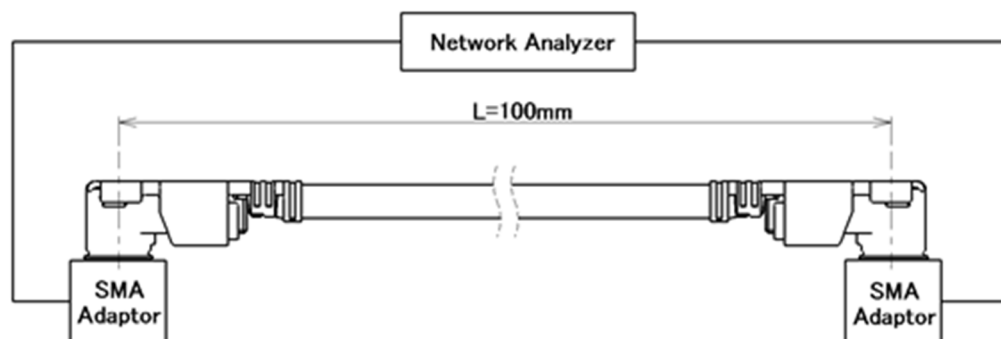 Network Analyzer
L=100mm
SMA
Adaptor
SMA
Adaptor